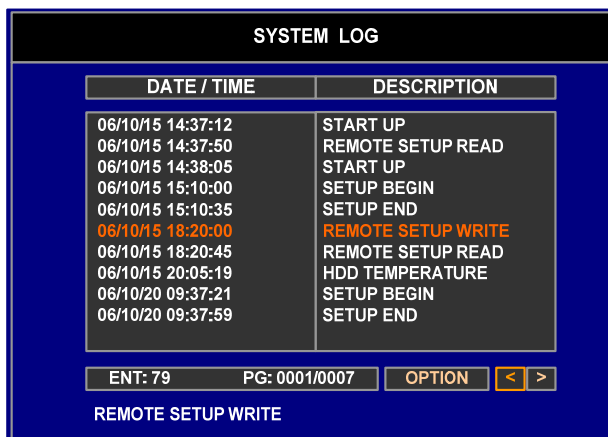 SYSTEM LOG
DATE / TIME DESCRIPTION
06/10/15 14:37:12 START UP
06/10/15 14:37:50 REMOTE SETUP READ
06/10/15 14:38:05 START UP
06/10/15 15:10:00 SETUP BEGIN
06/10/15 15:10:35 SETUP END
06/10/15 18:20:00 REMOTE SETUP WRITE
06/10/15 18:20:45 REMOTE SETUP READ
06/10/15 20:05:19 HDD TEMPERATURE
06/10/20 09:37:21 SETUP BEGIN
06/10/20 09:37:59 SETUP END
ENT: 79 PG: 0001/0007 OPTION < >
REMOTE SETUP WRITE